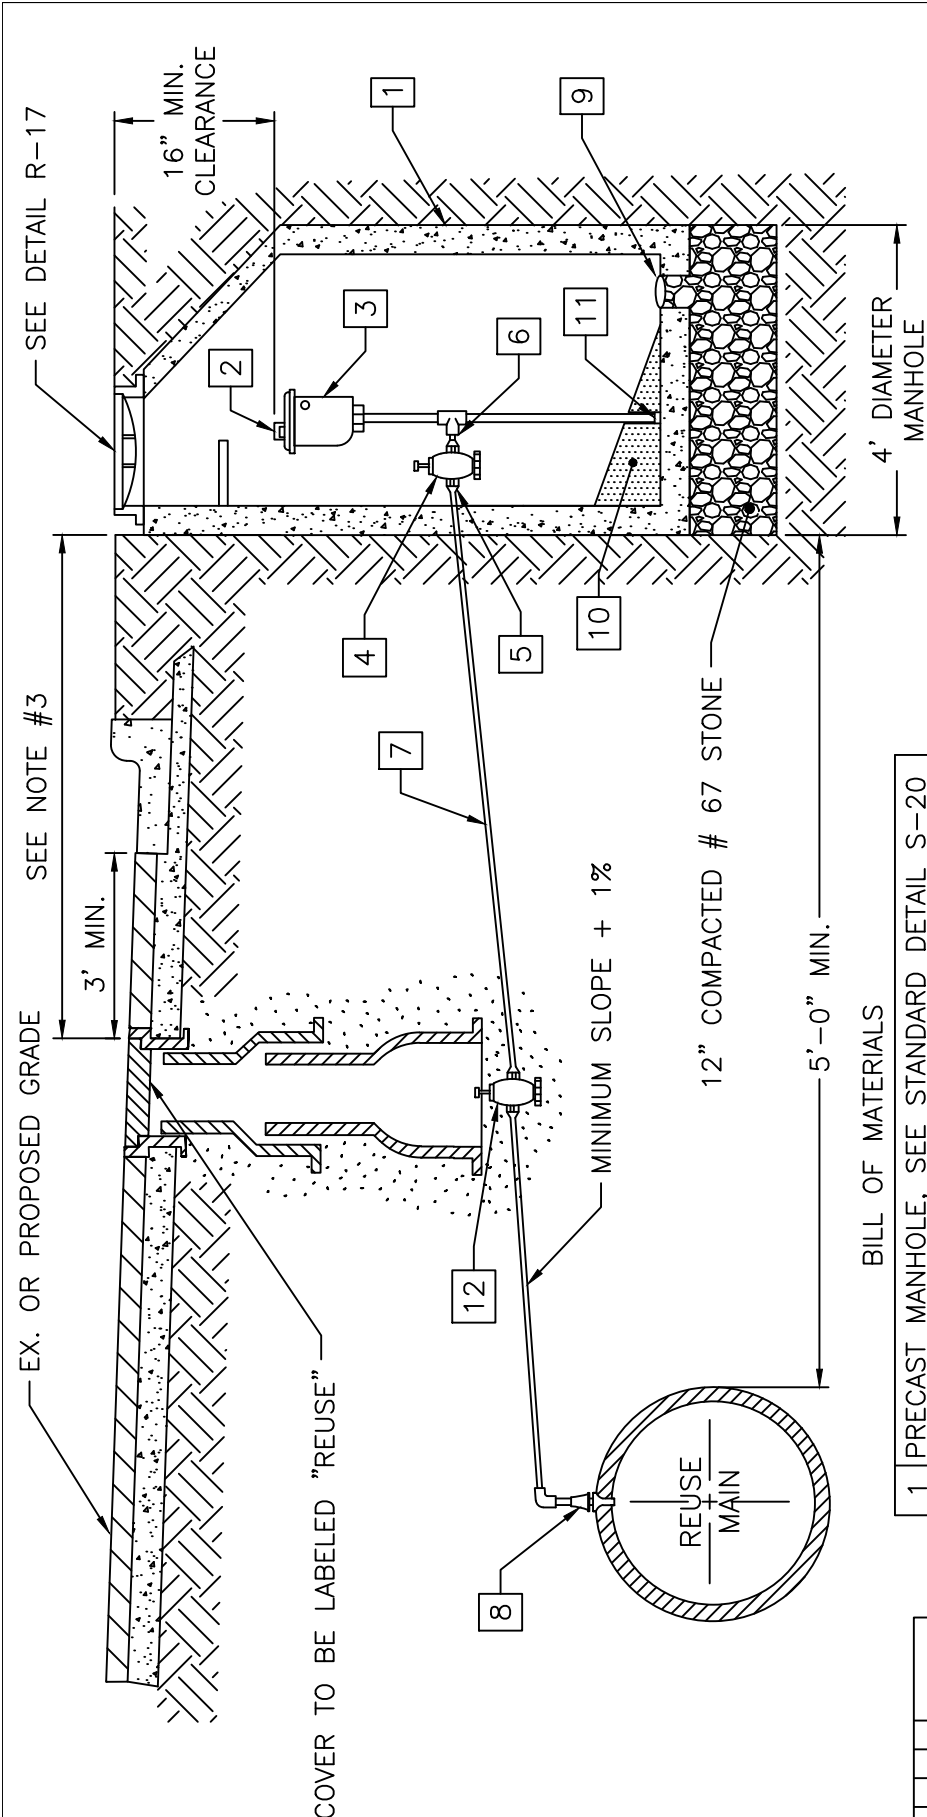 EX. OR PROPOSED GRADE
SEE NOTE #3
SEE DETAIL R-17
3' MIN.
16" MIN.
CLEARANCE
1
2
3
9
6
11
4
5
10
7
12
8
COVER TO BE LABELED "REUSE"
MINIMUM SLOPE + 1%
12" COMPACTED # 67 STONE
4' DIAMETER
MANHOLE
5'-0" MIN.
REUSE
MAIN
BILL OF MATERIALS
1 PRECAST MANHOLE, SEE STANDARD DETAIL S-20